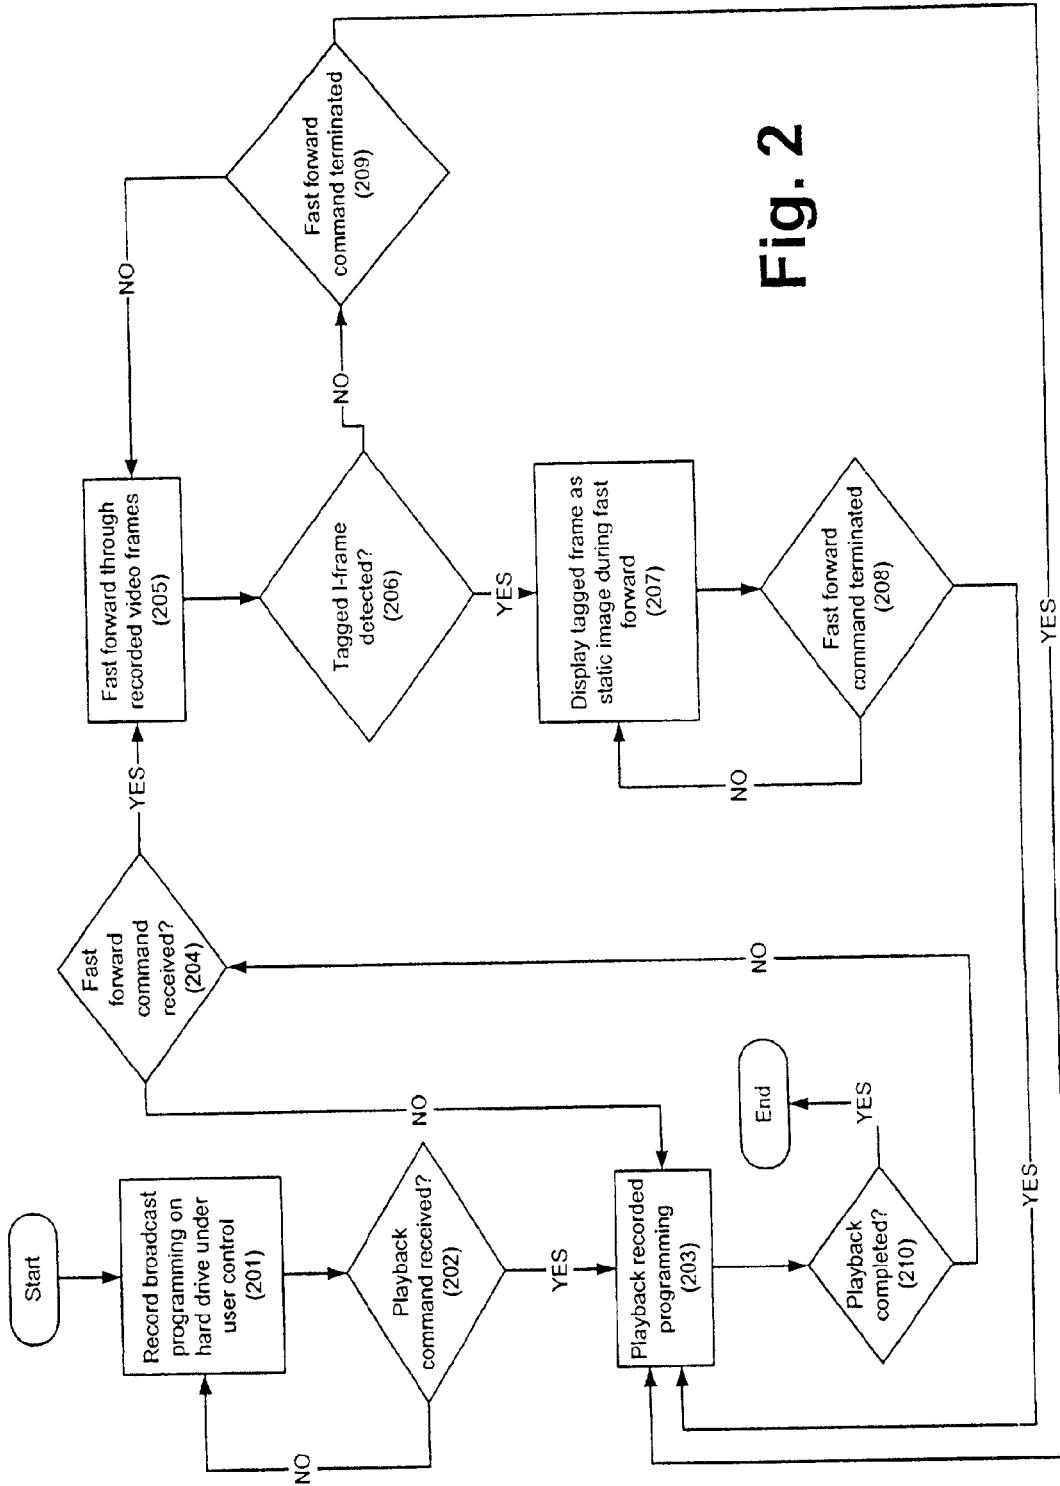 Start
Record broadcast
programming on
hard drive under
user control
(201)
NO
Playback
command received?
(202)
YES
Playback recorded
programming
(203)
Playback
completed?
(210)
YES
End
NO
NO
Fast
forward
command
received?
(204)
YES
Fast forward through
recorded video frames
(205)
Tagged I-frame
detected?
(206)
YES
Display tagged frame as
static image during fast
forward
(207)
NO
Fast forward
command terminated
(208)
YES
NO
Fast forward
command terminated
(209)
NO
YES
Fig. 2